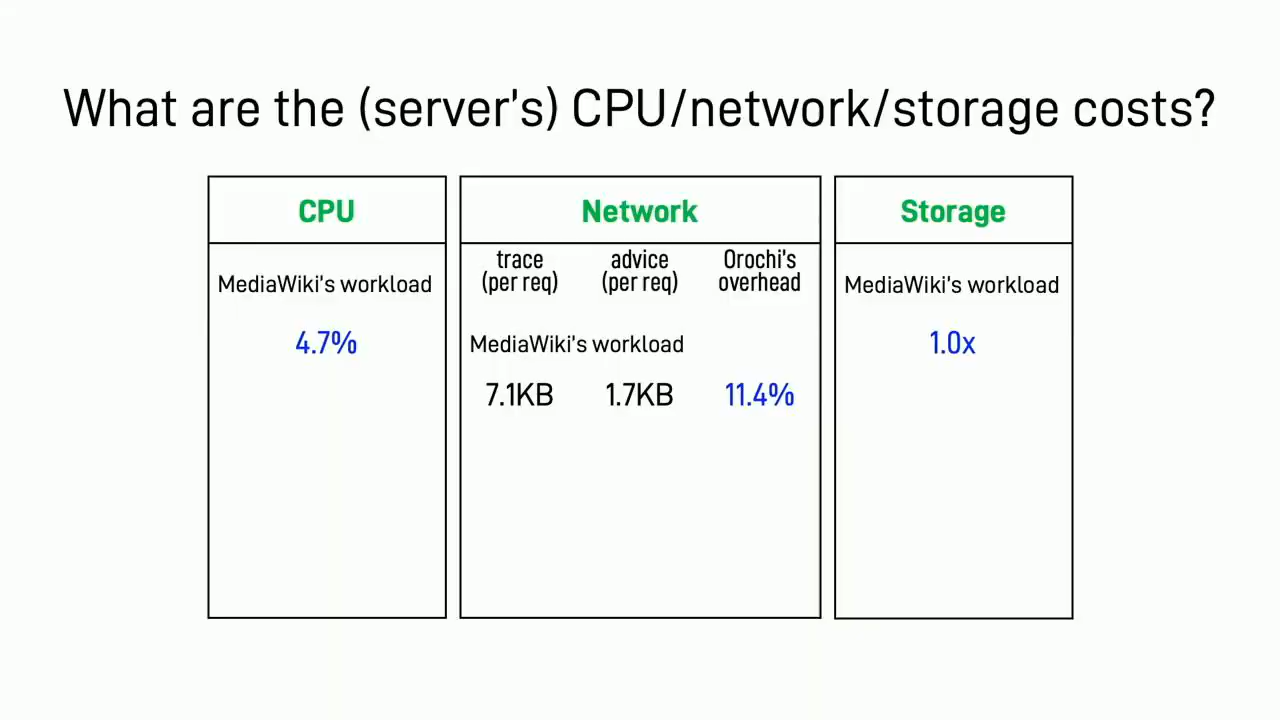 What are the (server's) CPU/network/storage costs?
CPU
MediaWiki's workload
4.7%
Network
trace (per req)
advice (per req)
Orochi's overhead
MediaWiki's workload
7.1KB 1.7KB 11.4%
Storage
MediaWiki's workload
1.0x